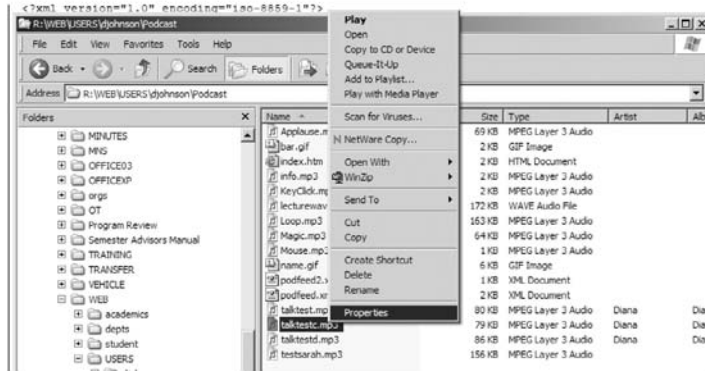 <?xml version="1.0" encoding="iso-8859-1"?>
R:\WEB\USERS\djohnson\Podcast
File Edit View Favorites Tools Help
Back Search Folders
Address R:\WEB\USERS\djohnson\Podcast
Folders
MINUTES
MNS
OFFICE03
OFFICEXP
orgs
OT
Program Review
Semester Advisors Manual
TRAINING
TRANSFER
VEHICLE
WEB
academics
depts
student
USERS
Play
Open
Copy to CD or Device
Queue-It-Up
Add to Playlist...
Play with Media Player
Scan for Viruses...
NetWare Copy...
Open With
WinZip
Send To
Cut
Copy
Create Shortcut
Delete
Rename
Properties
Name Size Type Artist Alb
Applause.m 69 KB MPEG Layer 3 Audio
bar.gif 2 KB GIF Image
index.htm 2 KB HTML Document
info.mp3 2 KB MPEG Layer 3 Audio
KeyClick.mp 2 KB MPEG Layer 3 Audio
lecturewav 172 KB WAVE Audio File
Loop.mp3 163 KB MPEG Layer 3 Audio
Magic.mp3 64 KB MPEG Layer 3 Audio
Mouse.mp3 1 KB MPEG Layer 3 Audio
name.gif 6 KB GIF Image
podfeed2.x 1 KB XML Document
podfeed.xm 2 KB XML Document
talktest.mp 80 KB MPEG Layer 3 Audio Diana Dia
talktestc.mp3 79 KB MPEG Layer 3 Audio Diana Dia
talktestd.mp3 86 KB MPEG Layer 3 Audio Diana Dia
testsarah.mp3 156 KB MPEG Layer 3 Audio